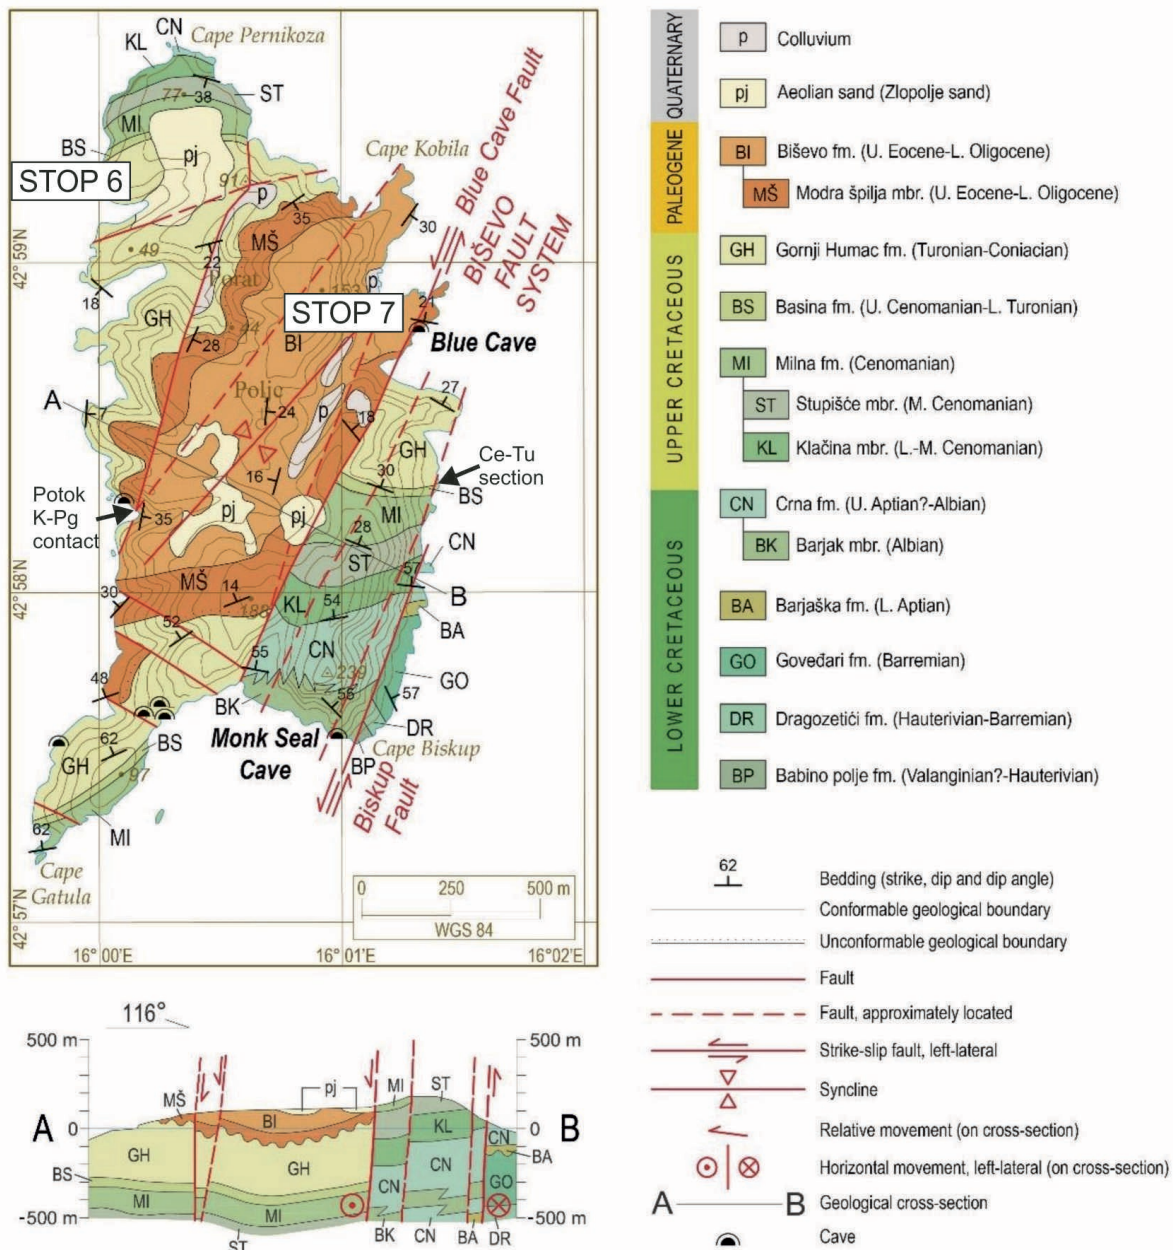 CN
Cape Pernikoza
KL
77
38
ST
MI
BS
pj
STOP 6
Cape Kobila
91
p
35
30
Blue Cave Fault
BIŠEVO
FAULT
SYSTEM
49
MŠ
22
Porat
18
p
153
21
STOP 7
GH
28
44
BI
Blue Cave
A
7
Polje
24
p
18
27
GH
Ce-Tu
section
16
30
BS
Potok
K-Pg
contact
35
pj
pj
MI
28
CN
ST
57
MŠ
14
188
30
KL
54
B
BA
52
CN
55
239
GO
48
BK
55
57
DR
Monk Seal
Cave
Cape Biskup
BP
62
BS
GH
97
Biskup
Fault
MI
62
Cape
Gatula
0 250 500 m
WGS 84
42° 59'N
42° 58'N
42° 57'N
16° 00'E
16° 01'E
16° 02'E
QUATERNARY
PALEOGENE
UPPER CRETACEOUS
LOWER CRETACEOUS
p Colluvium
pj Aeolian sand (Zlopolje sand)
BI Biševo fm. (U. Eocene-L. Oligocene)
MŠ Modra špilja mbr. (U. Eocene-L. Oligocene)
GH Gornji Humac fm. (Turonian-Coniacian)
BS Basina fm. (U. Cenomanian-L. Turonian)
MI Milna fm. (Cenomanian)
ST Stupišće mbr. (M. Cenomanian)
KL Klačina mbr. (L.-M. Cenomanian)
CN Crna fm. (U. Aptian?-Albian)
BK Barjak mbr. (Albian)
BA Barjaška fm. (L. Aptian)
GO Goveđari fm. (Barremian)
DR Dragozetići fm. (Hauterivian-Barremian)
BP Babino polje fm. (Valanginian?-Hauterivian)
62
Bedding (strike, dip and dip angle)
Conformable geological boundary
Unconformable geological boundary
Fault
Fault, approximately located
Strike-slip fault, left-lateral
Syncline
Relative movement (on cross-section)
Horizontal movement, left-lateral (on cross-section)
A B Geological cross-section
Cave
116°
500 m
500 m
MŠ
pj
MI
ST
A
0
BI
KL
CN
0
B
GH
GH
CN
BA
BS
MI
MI
CN
GO
-500 m
-500 m
ST
BK
CN
BA
DR